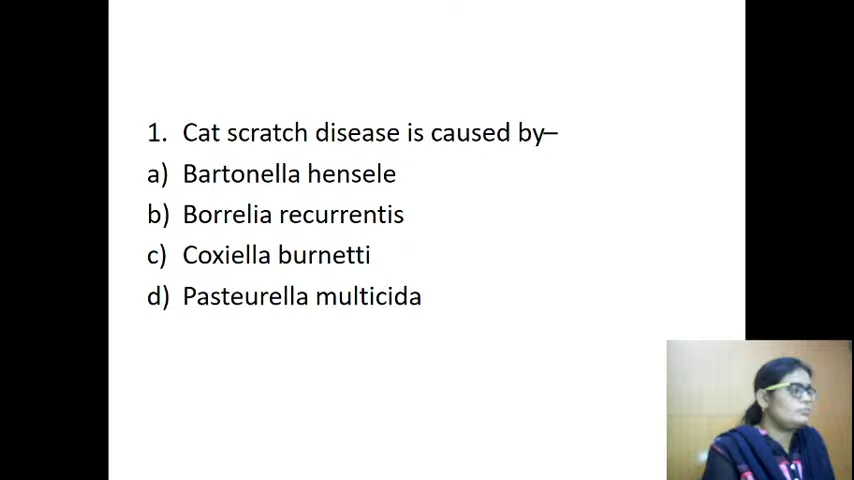 1. Cat scratch disease is caused by–
a) Bartonella hensele
b) Borrelia recurrentis
c) Coxiella burnetti
d) Pasteurella multicida